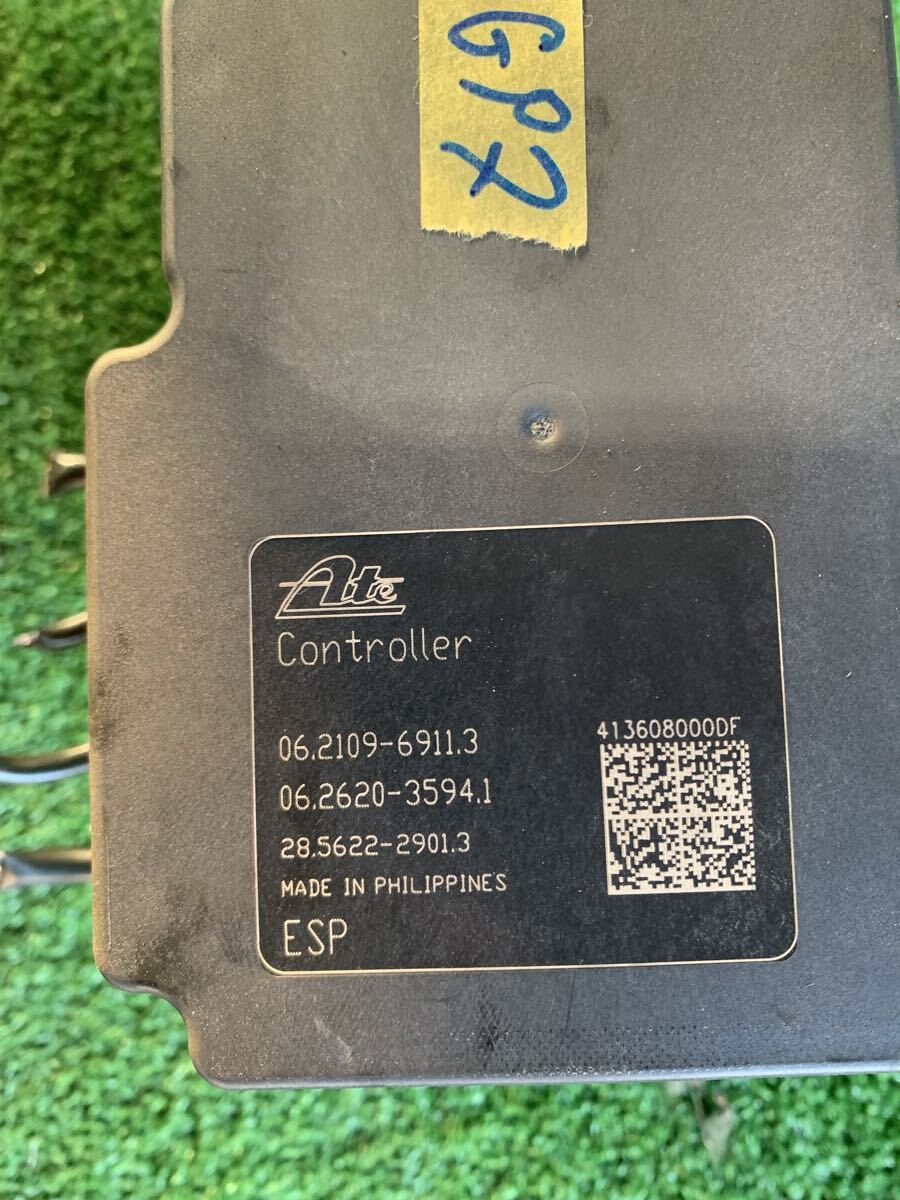 GP7
Ate
Controller
06.2109-6911.3
06.2620-3594.1
28.5622-2901.3
MADE IN PHILIPPINES
ESP
413608000DF